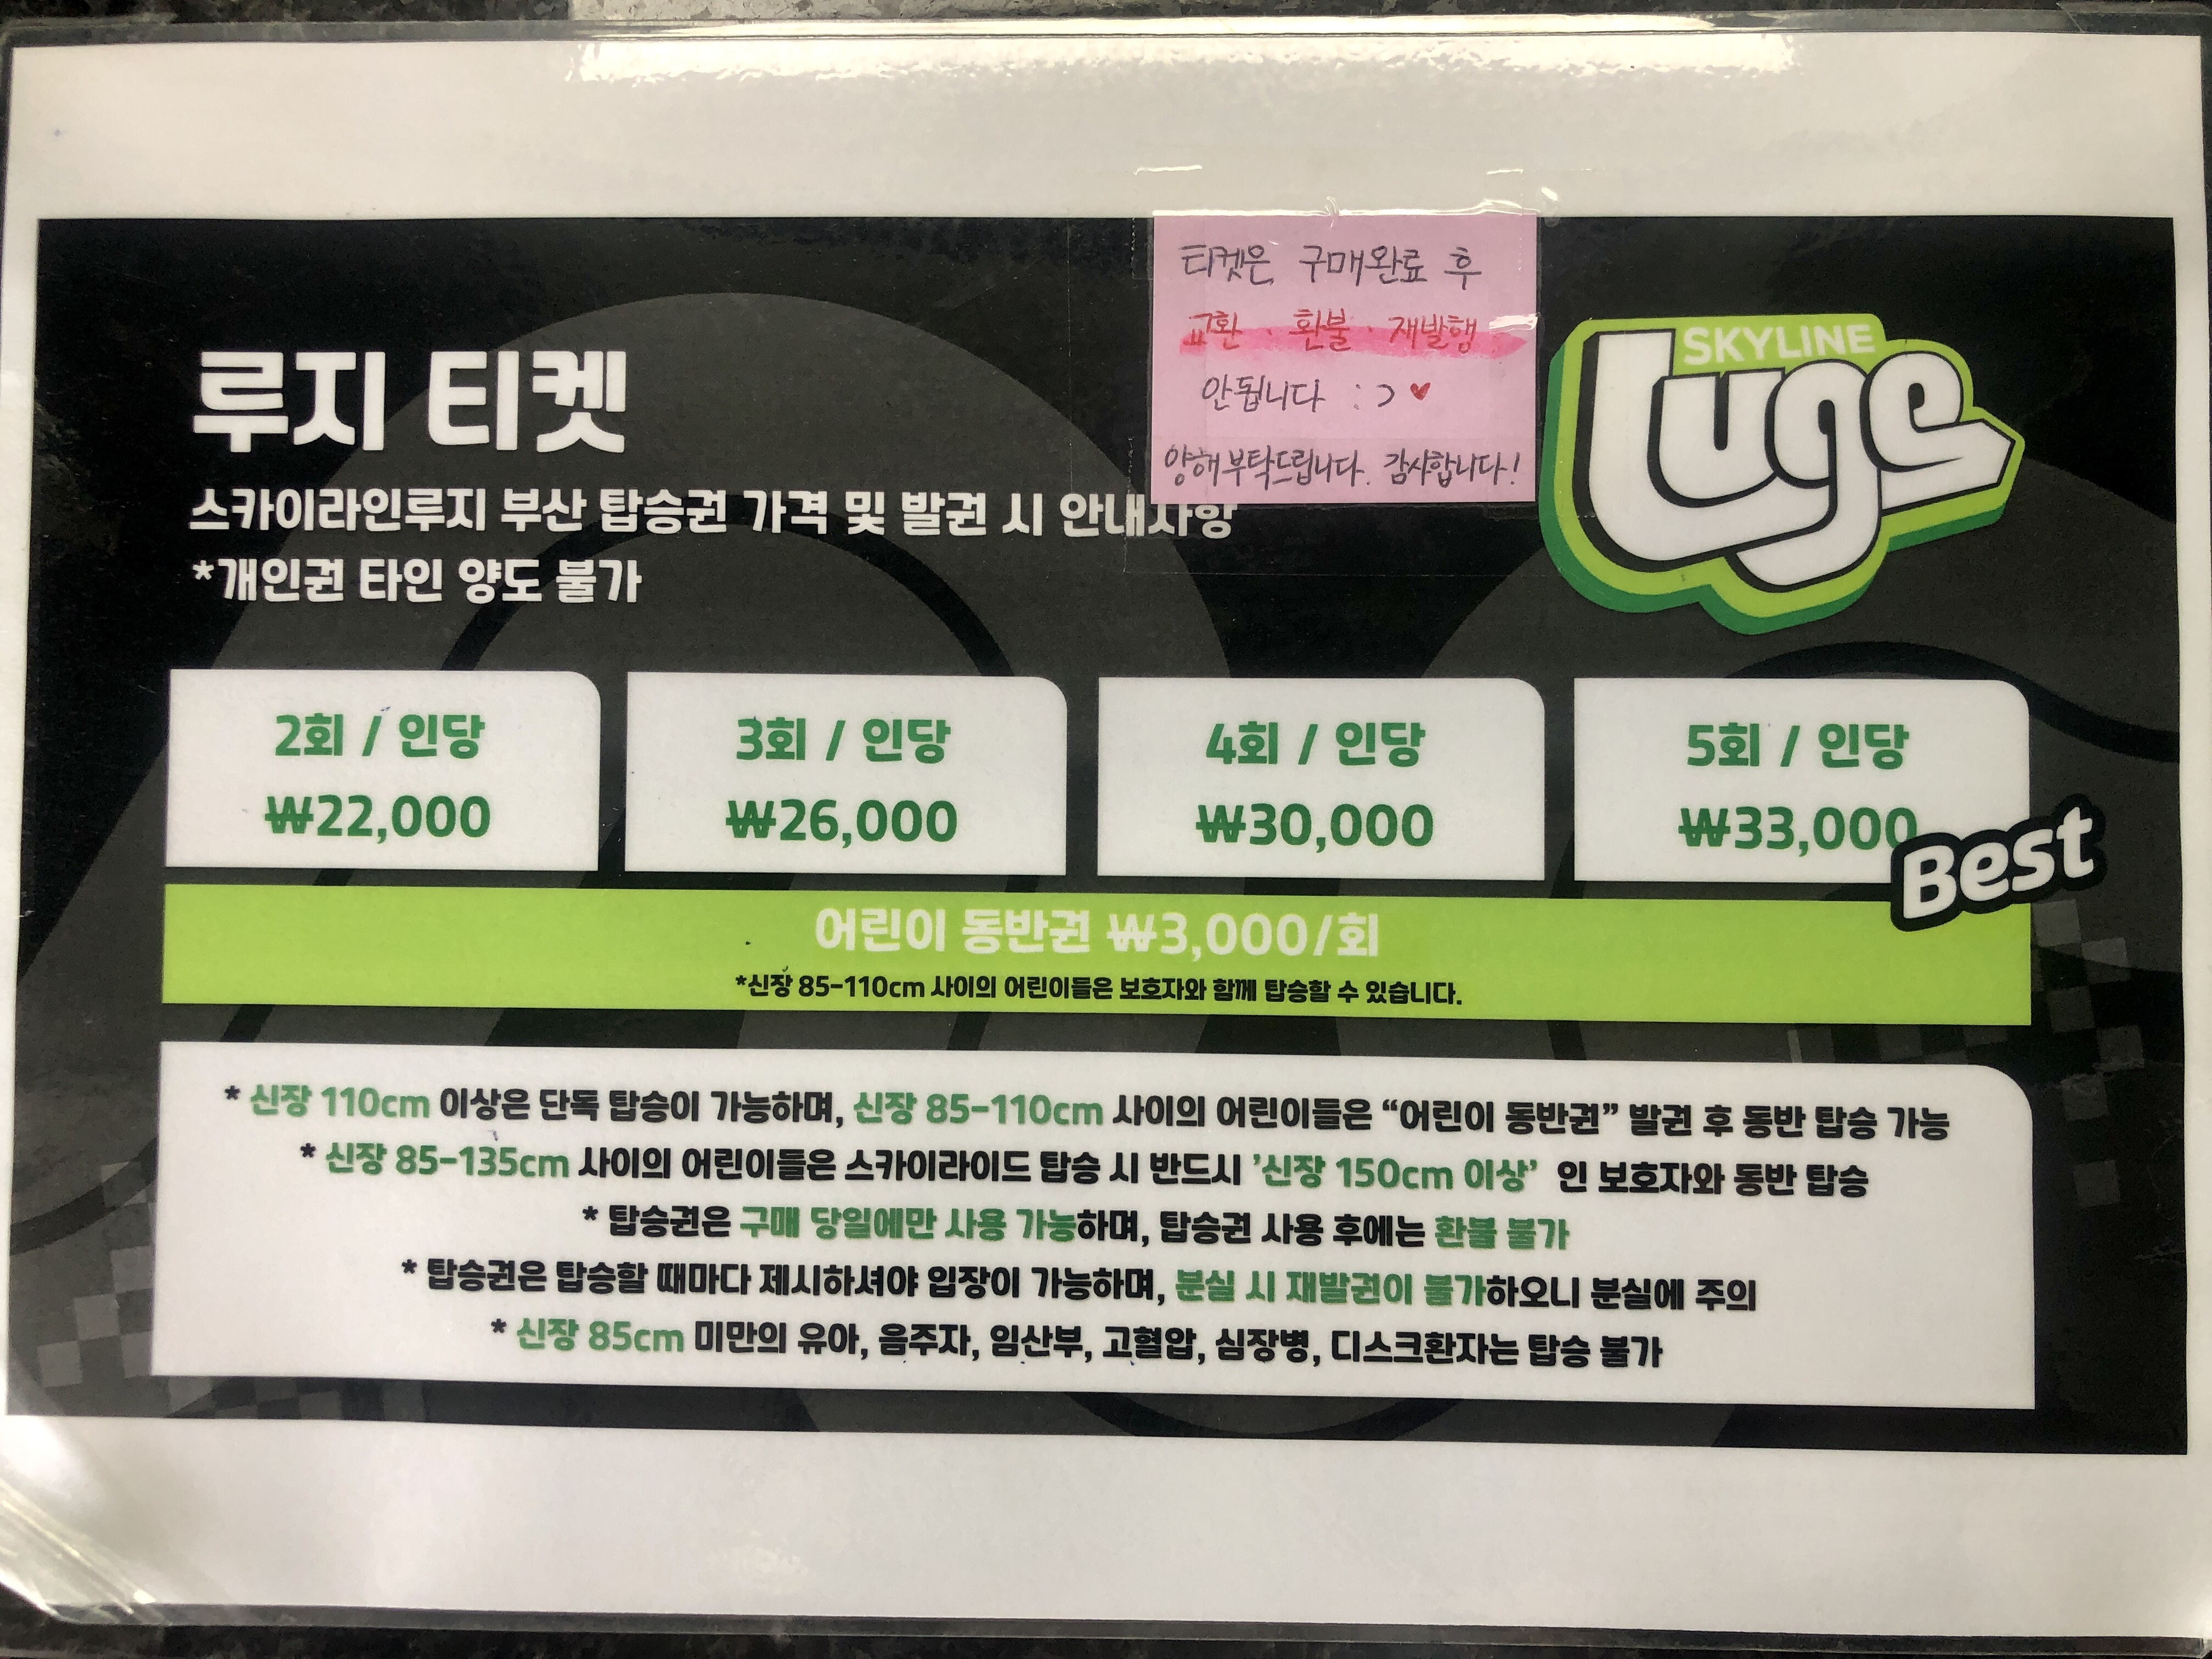 티켓은 구매완료 후
교환 · 환불 · 재발행
안됩니다 :) ♥
양해부탁드립니다. 감사합니다!
SKYLINE
Luge
루지 티켓
스카이라인루지 부산 탑승권 가격 및 발권 시 안내사항
*개인권 타인 양도 불가
2회 / 인당
₩22,000
3회 / 인당
₩26,000
4회 / 인당
₩30,000
5회 / 인당
₩33,000
Best
어린이 동반권 ₩3,000/회
*신장 85-110cm 사이의 어린이들은 보호자와 함께 탑승할 수 있습니다.
* 신장 110cm 이상은 단독 탑승이 가능하며, 신장 85-110cm 사이의 어린이들은 “어린이 동반권” 발권 후 동반 탑승 가능
* 신장 85-135cm 사이의 어린이들은 스카이라이드 탑승 시 반드시 ’신장 150cm 이상’ 인 보호자와 동반 탑승
* 탑승권은 구매 당일에만 사용 가능하며, 탑승권 사용 후에는 환불 불가
* 탑승권은 탑승할 때마다 제시하셔야 입장이 가능하며, 분실 시 재발권이 불가하오니 분실에 주의
* 신장 85cm 미만의 유아, 음주자, 임산부, 고혈압, 심장병, 디스크환자는 탑승 불가